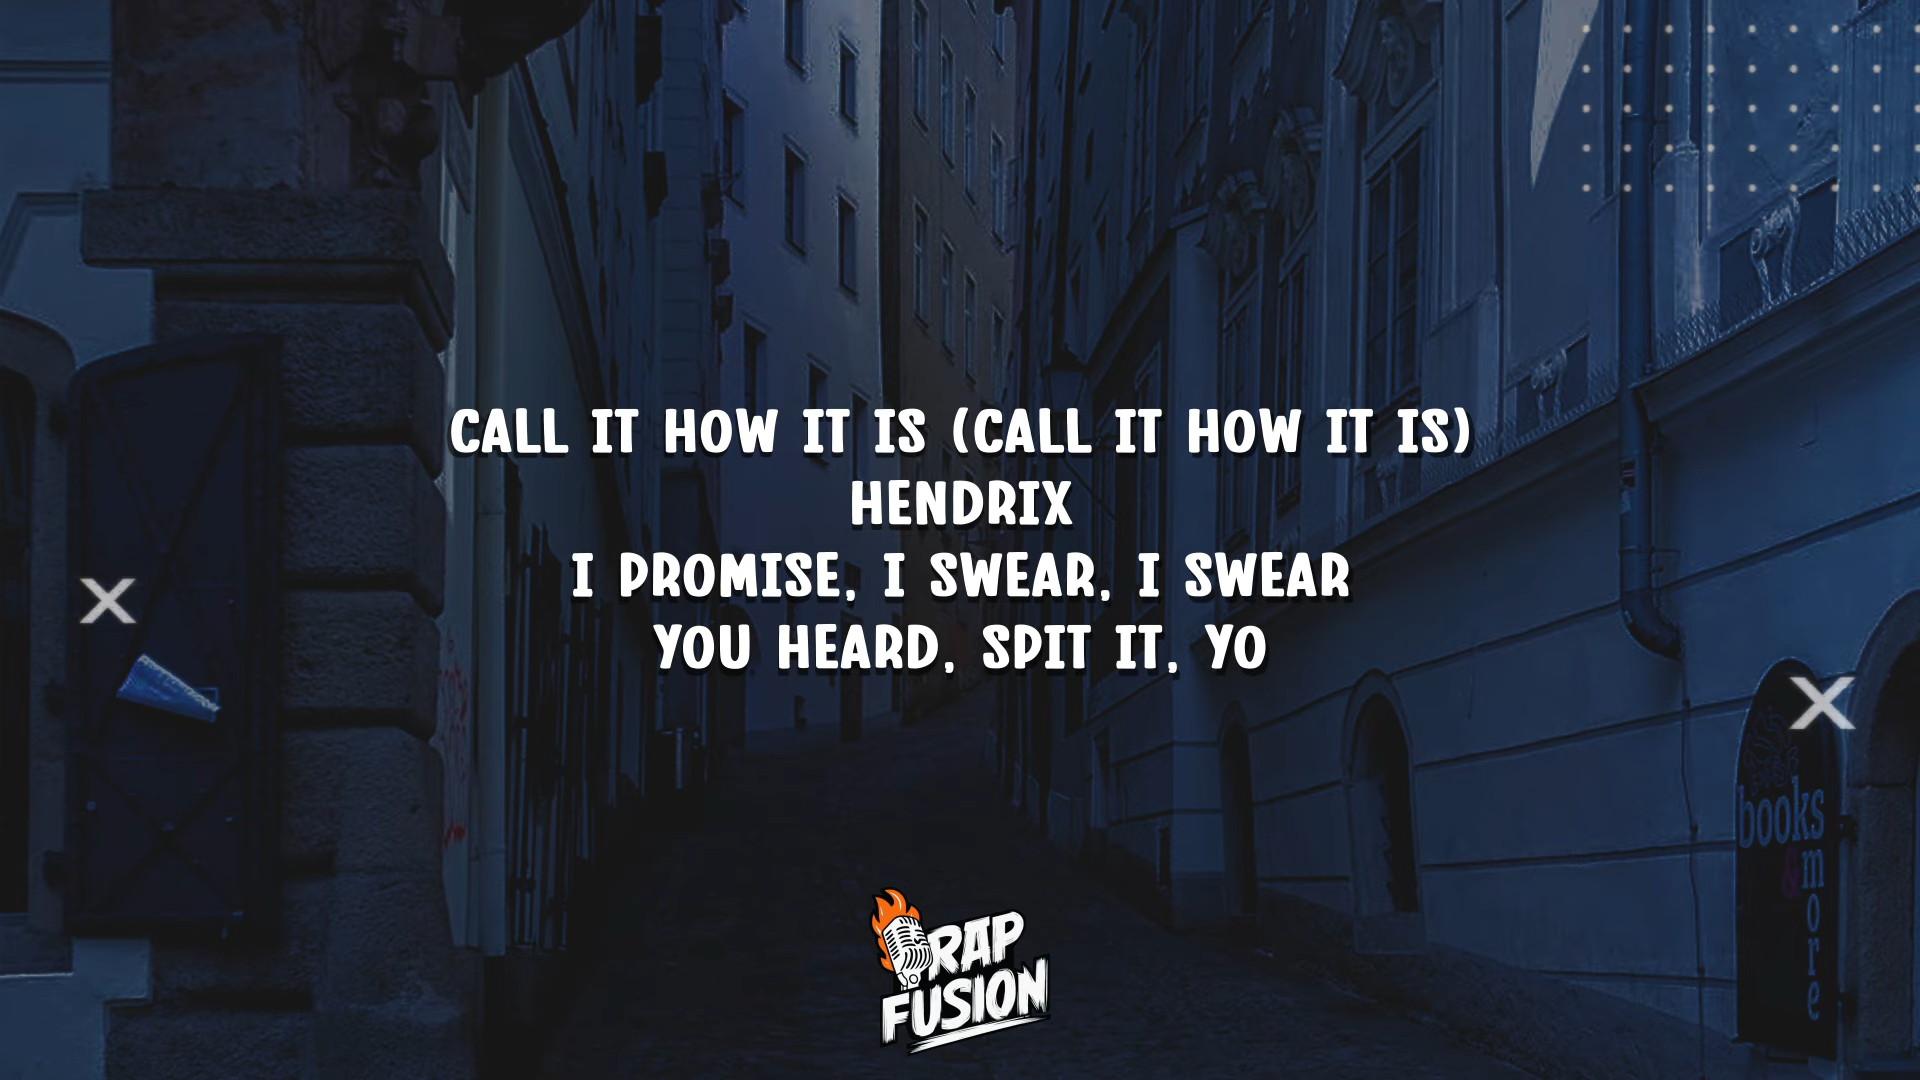 CALL IT HOW IT IS (CALL IT HOW IT IS)
HENDRIX
I PROMISE, I SWEAR, I SWEAR
YOU HEARD, SPIT IT, YO
books
&
more
RAP
FUSION